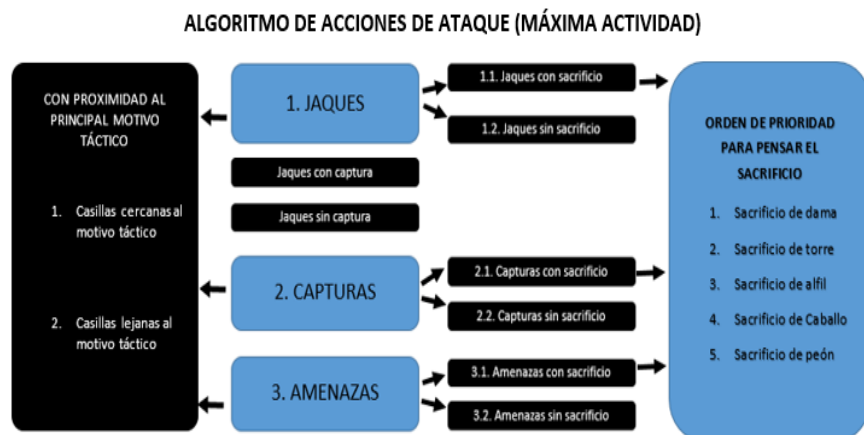 ALGORITMO DE ACCIONES DE ATAQUE (MÁXIMA ACTIVIDAD)
CON PROXIMIDAD AL
PRINCIPAL MOTIVO
TÁCTICO
1. Casillas cercanas al
motivo táctico
2. Casillas lejanas al
motivo táctico
1. JAQUES
Jaques con captura
Jaques sin captura
2. CAPTURAS
3. AMENAZAS
1.1. Jaques con sacrificio
1.2. Jaques sin sacrificio
2.1. Capturas con sacrificio
2.2. Capturas sin sacrificio
3.1. Amenazas con sacrificio
3.2. Amenazas sin sacrificio
ORDEN DE PRIORIDAD
PARA PENSAR EL
SACRIFICIO
1. Sacrificio de dama
2. Sacrificio de torre
3. Sacrificio de alfil
4. Sacrificio de Caballo
5. Sacrificio de peón